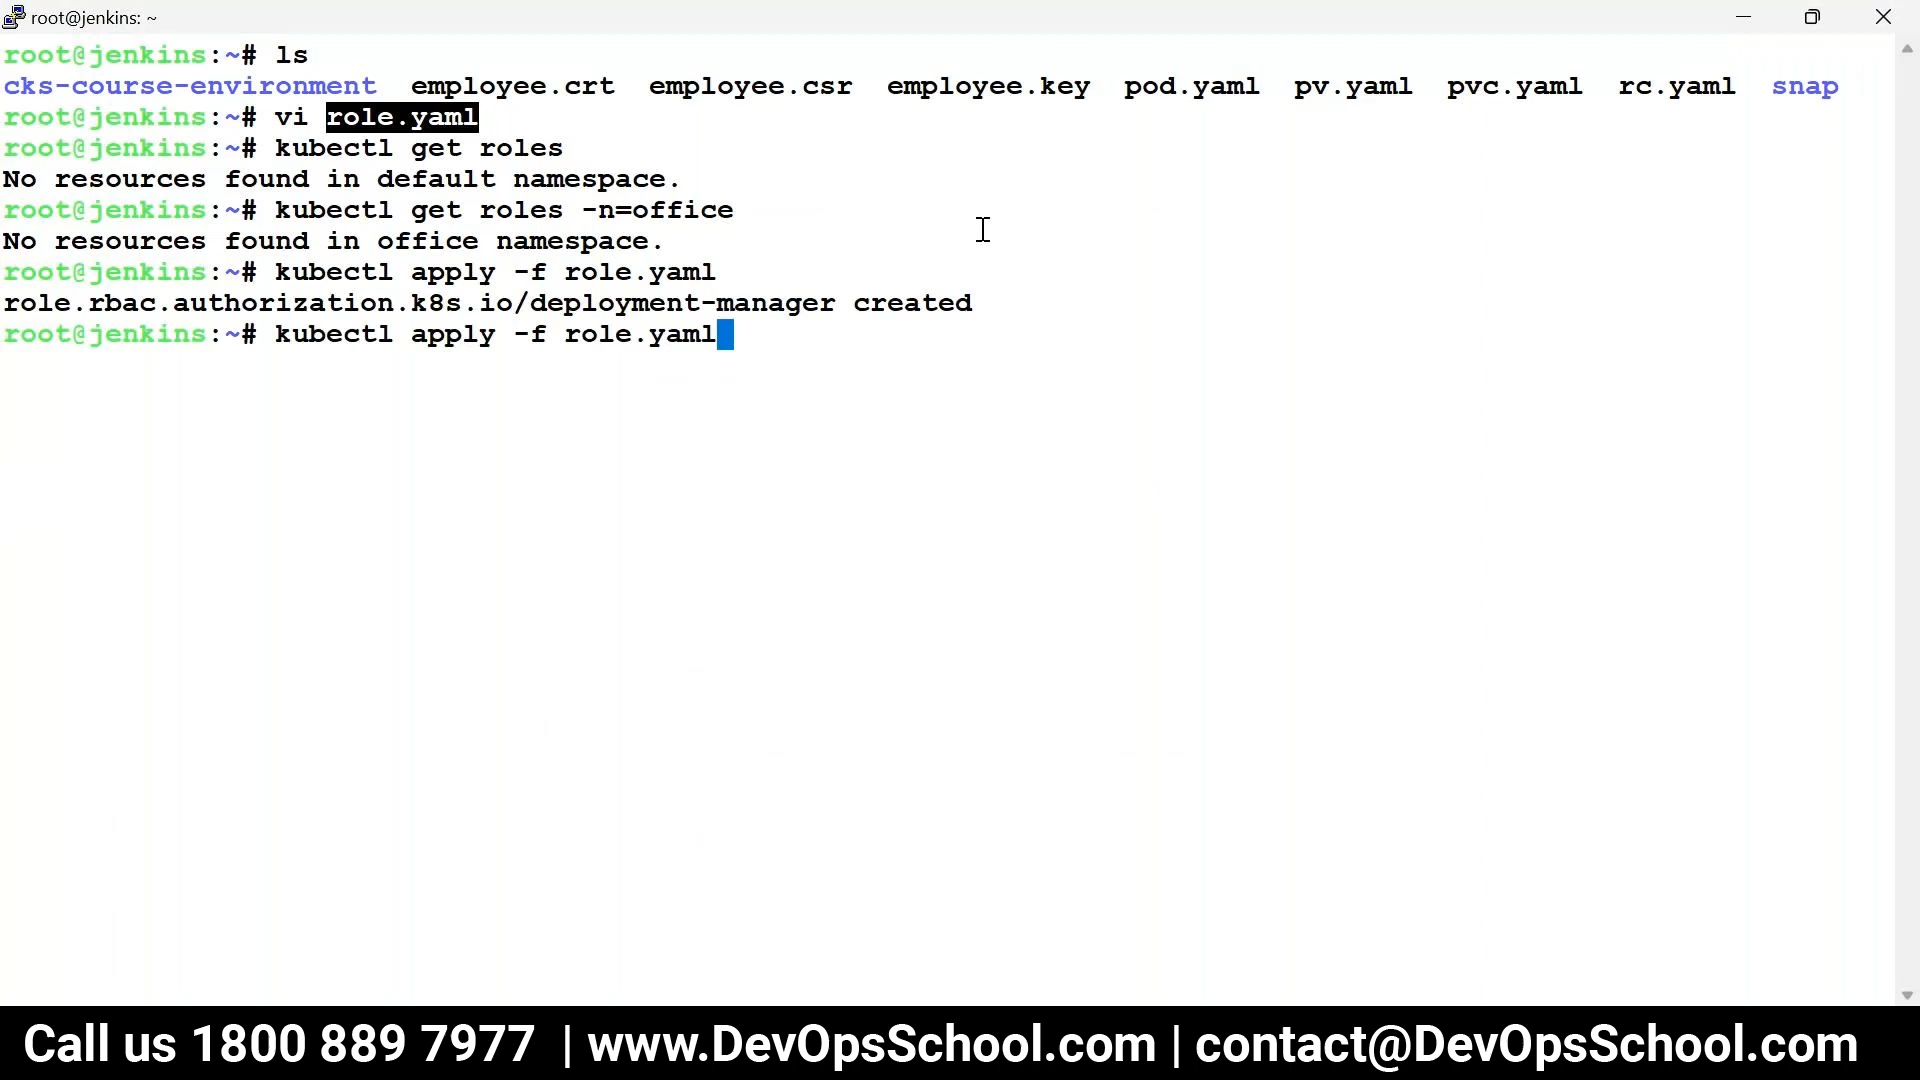 root@jenkins: ~
root@jenkins:~# ls
cks-course-environment employee.crt employee.csr employee.key pod.yaml pv.yaml pvc.yaml rc.yaml snap
root@jenkins:~# vi role.yaml
root@jenkins:~# kubectl get roles
No resources found in default namespace.
root@jenkins:~# kubectl get roles -n=office
No resources found in office namespace.
root@jenkins:~# kubectl apply -f role.yaml
role.rbac.authorization.k8s.io/deployment-manager created
root@jenkins:~# kubectl apply -f role.yaml
Call us 1800 889 7977 | www.DevOpsSchool.com | contact@DevOpsSchool.com